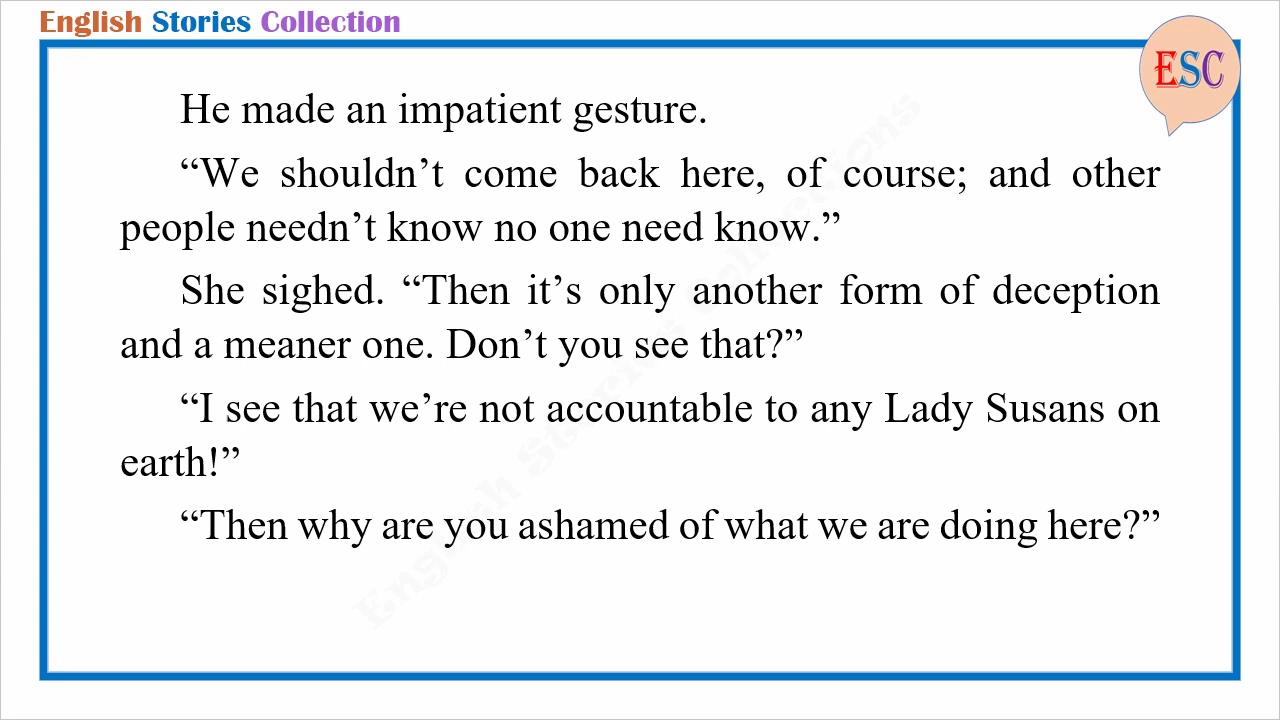 English Stories Collection
ESC
He made an impatient gesture.
“We shouldn’t come back here, of course; and other
people needn’t know no one need know.”
She sighed. “Then it’s only another form of deception
and a meaner one. Don’t you see that?”
“I see that we’re not accountable to any Lady Susans on
earth!”
“Then why are you ashamed of what we are doing here?”
English Stories Collections